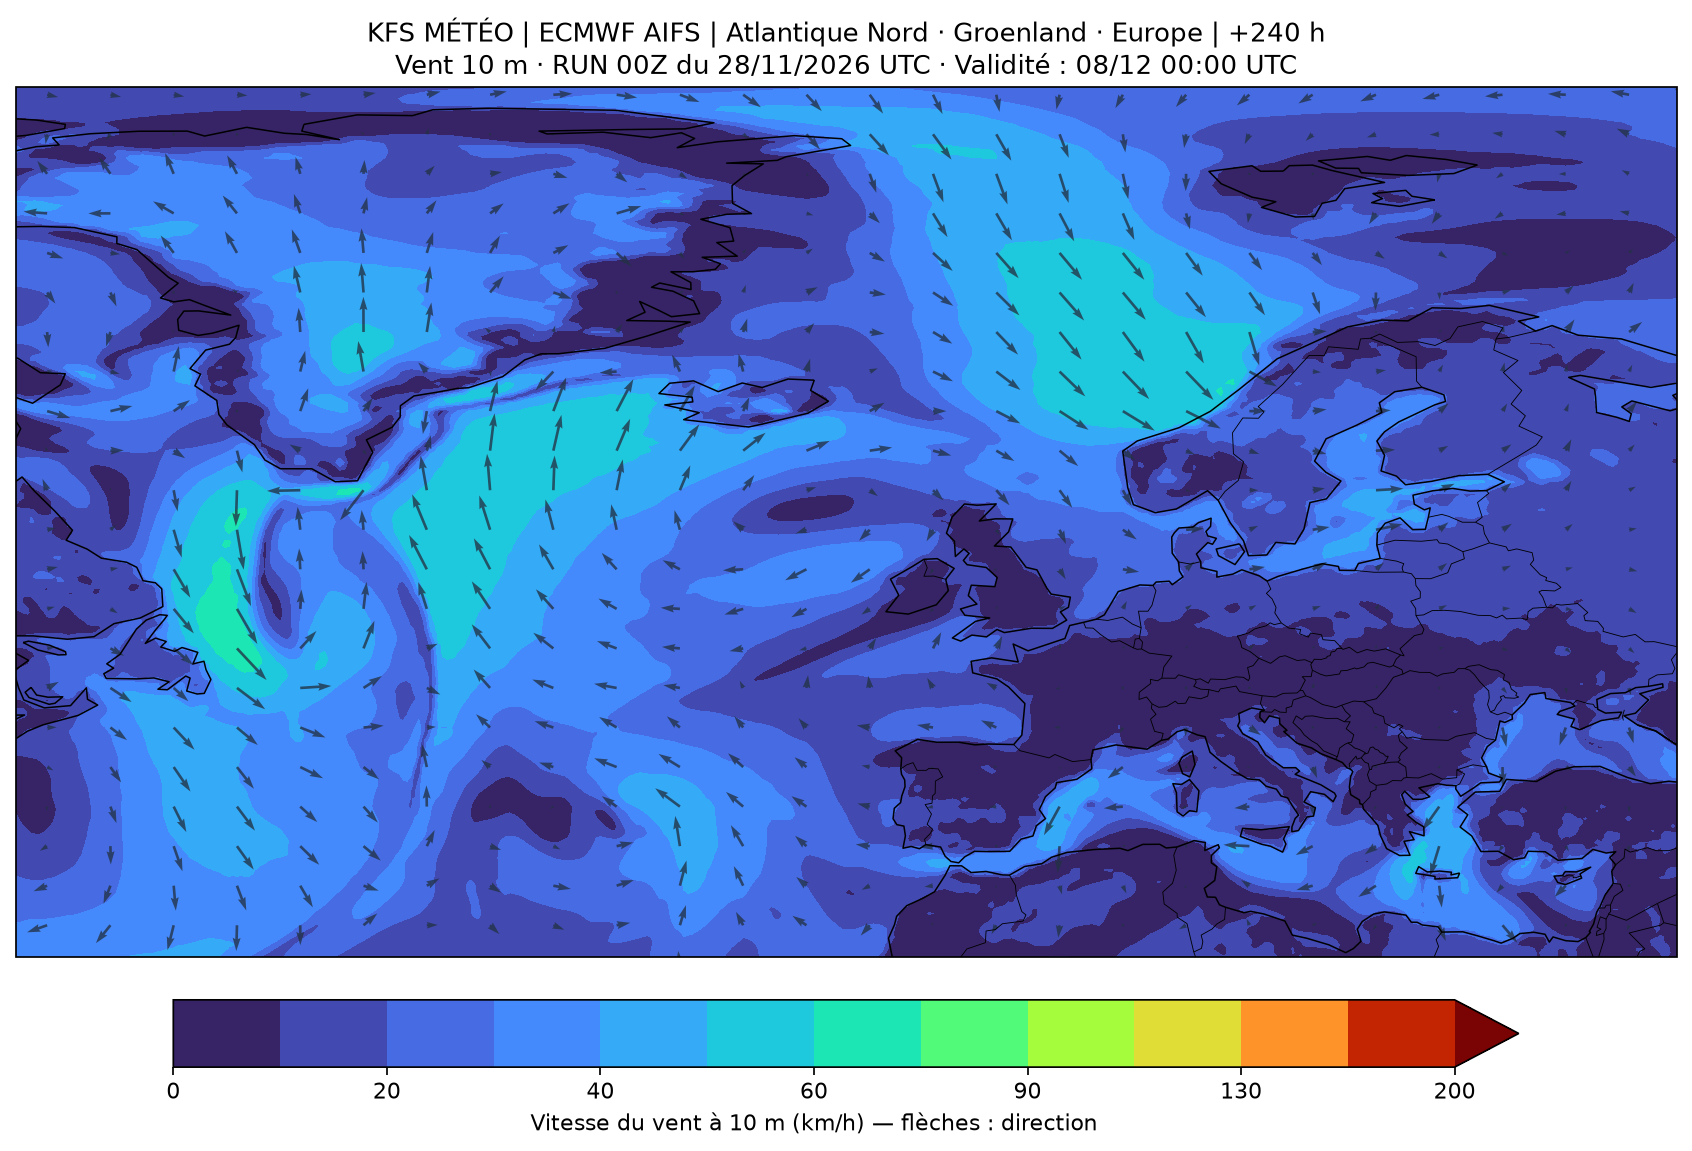 KFS MÉTÉO | ECMWF AIFS | Atlantique Nord · Groenland · Europe | +240 h
Vent 10 m · RUN 00Z du 28/11/2026 UTC · Validité : 08/12 00:00 UTC
0 20 40 60 90 130 200
Vitesse du vent à 10 m (km/h) — flèches : direction